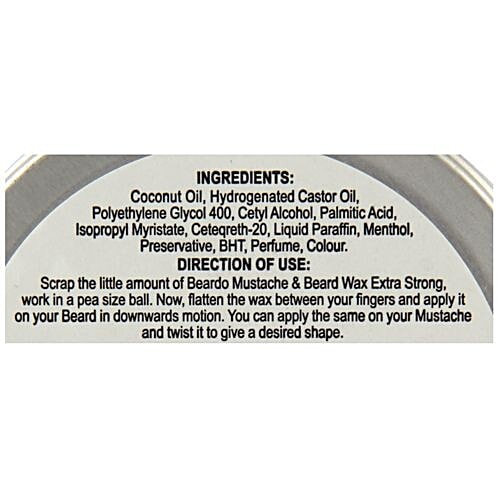 INGREDIENTS:
Coconut Oil, Hydrogenated Castor Oil,
Polyethylene Glycol 400, Cetyl Alcohol, Palmitic Acid,
Isopropyl Myristate, Ceteqreth-20, Liquid Paraffin, Menthol,
Preservative, BHT, Perfume, Colour.
DIRECTION OF USE:
Scrap the little amount of Beardo Mustache & Beard Wax Extra Strong,
work in a pea size ball. Now, flatten the wax between your fingers and apply it
on your Beard in downwards motion. You can apply the same on your Mustache
and twist it to give a desired shape.